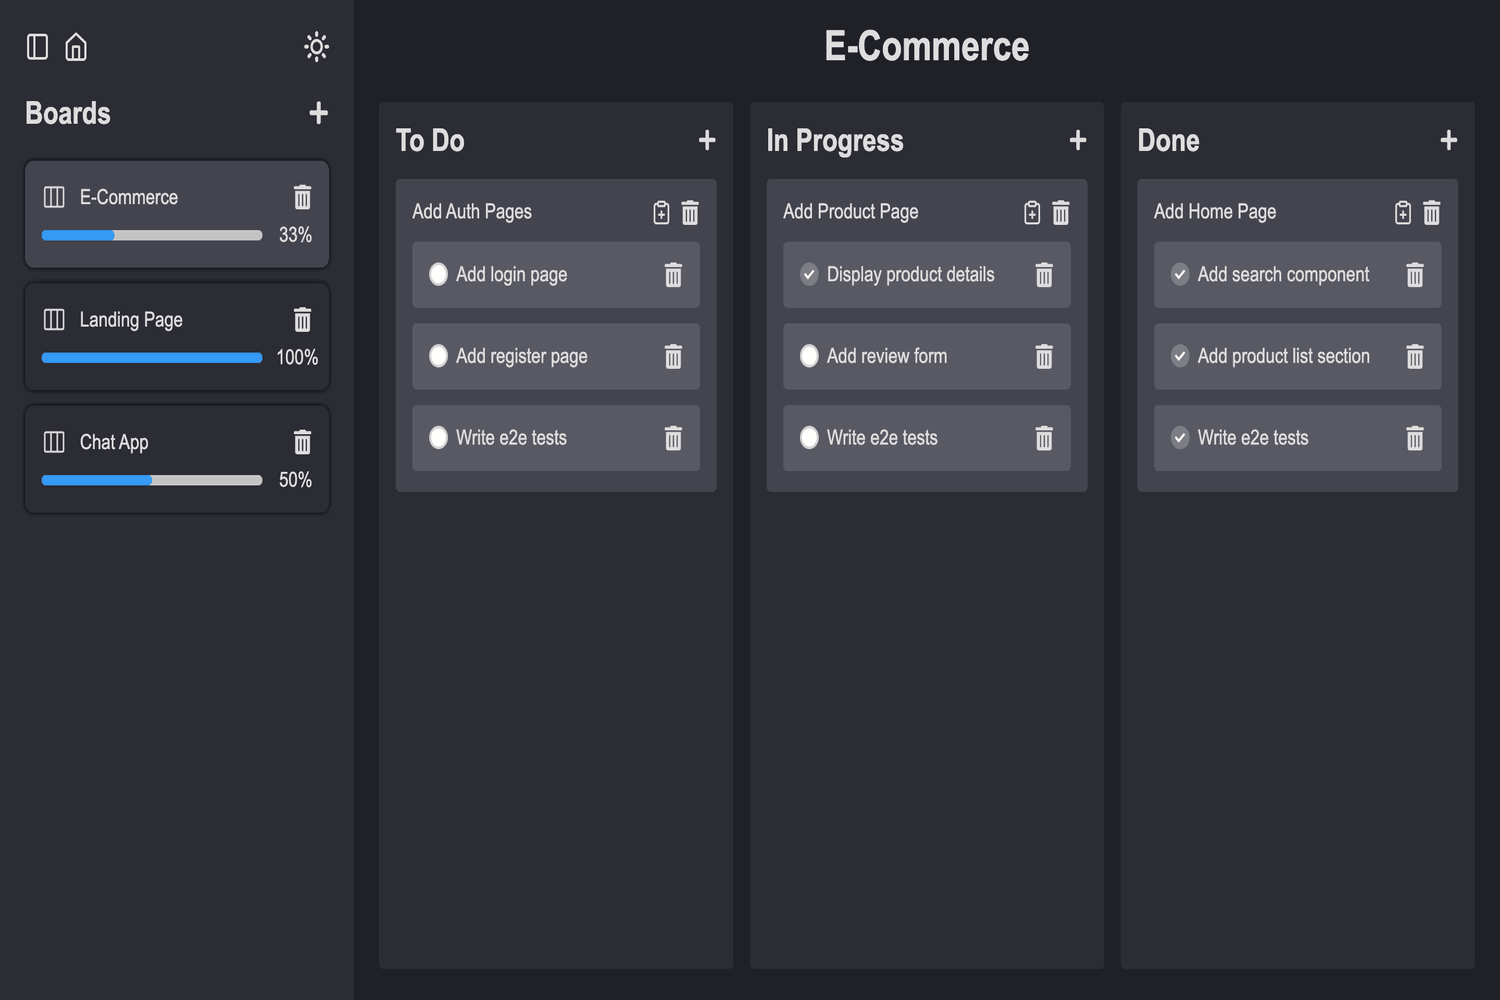 Boards
E-Commerce
33%
Landing Page
100%
Chat App
50%
E-Commerce
To Do
Add Auth Pages
Add login page
Add register page
Write e2e tests
In Progress
Add Product Page
Display product details
Add review form
Write e2e tests
Done
Add Home Page
Add search component
Add product list section
Write e2e tests